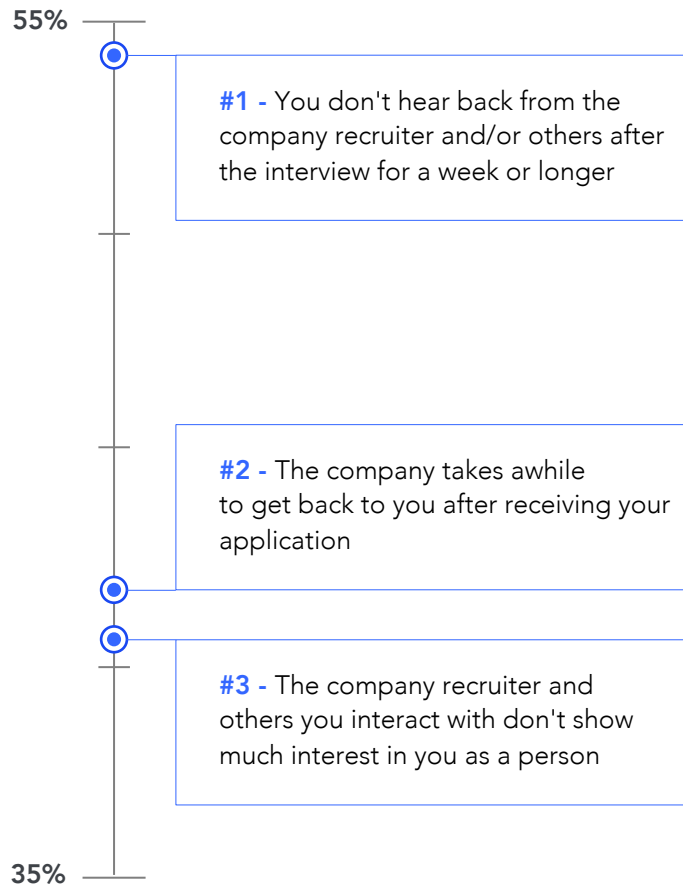 55%
#1 - You don't hear back from the
company recruiter and/or others after
the interview for a week or longer
#2 - The company takes awhile
to get back to you after receiving your
application
#3 - The company recruiter and
others you interact with don't show
much interest in you as a person
35%